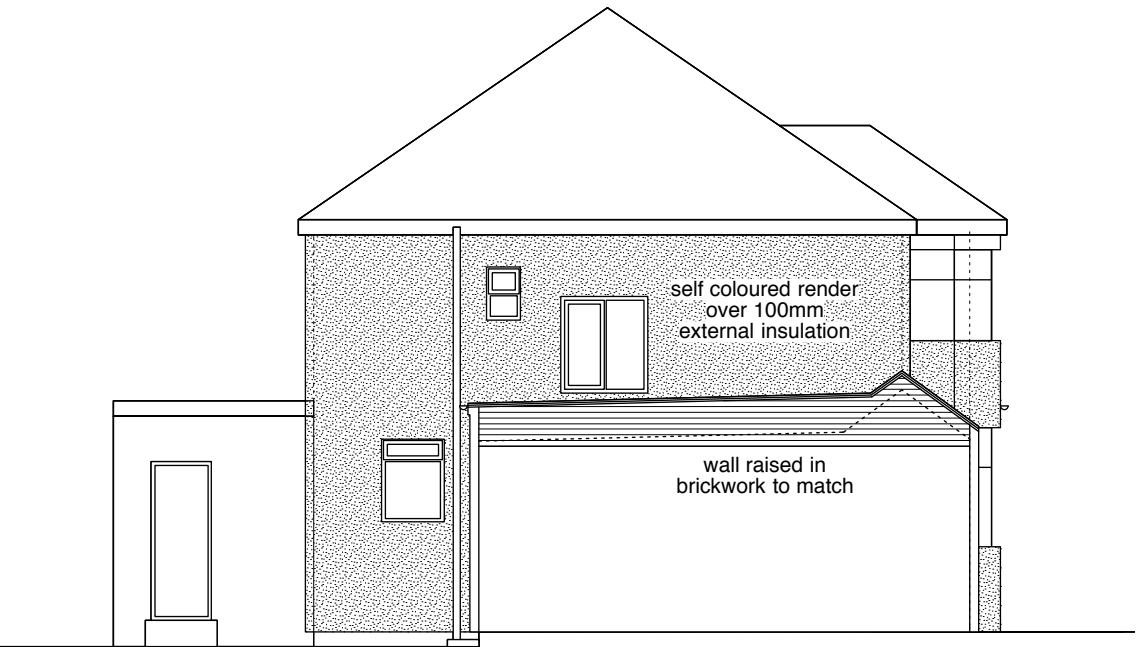 self coloured render
over 100mm
external insulation
wall raised in
brickwork to match